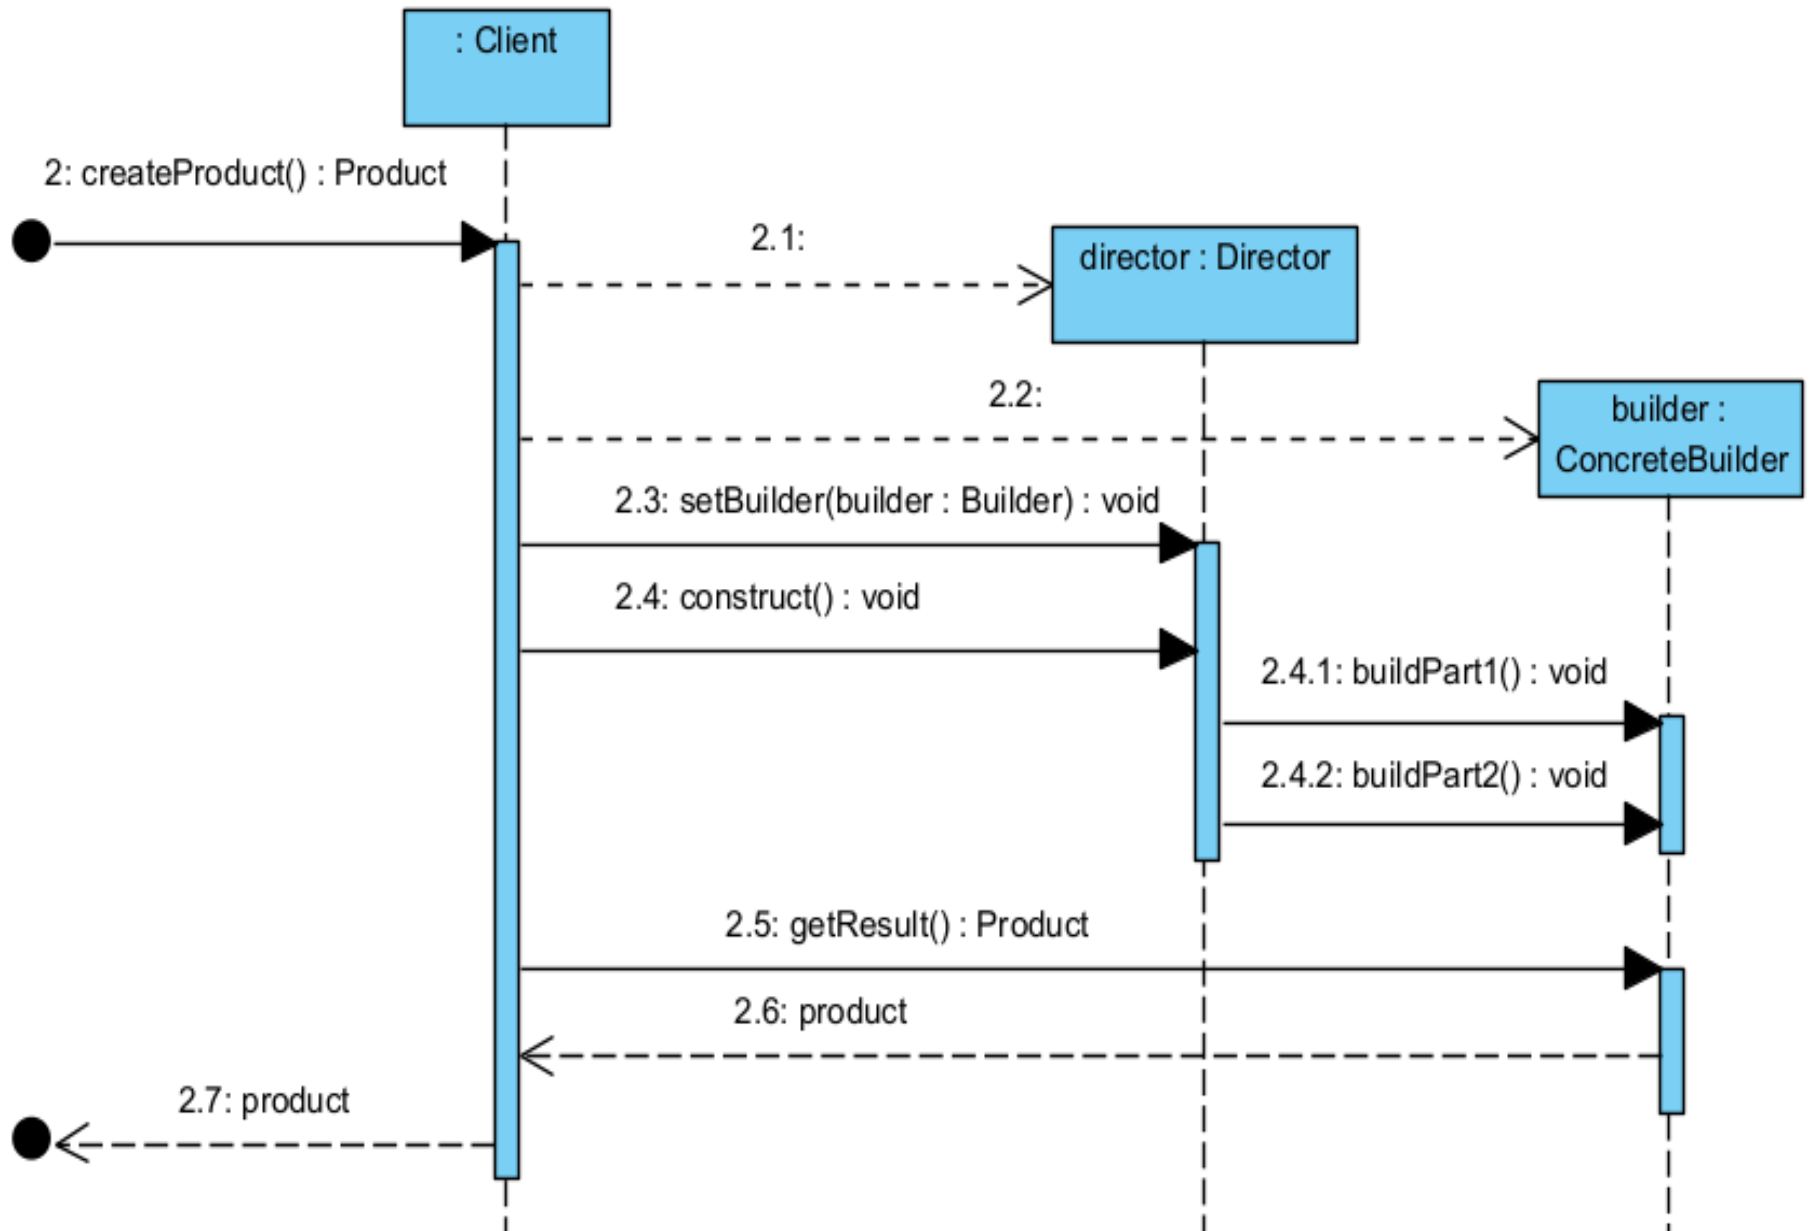 : Client
2: createProduct() : Product
2.1:
director : Director
2.2:
builder :
ConcreteBuilder
2.3: setBuilder(builder : Builder) : void
2.4: construct() : void
2.4.1: buildPart1() : void
2.4.2: buildPart2() : void
2.5: getResult() : Product
2.6: product
2.7: product